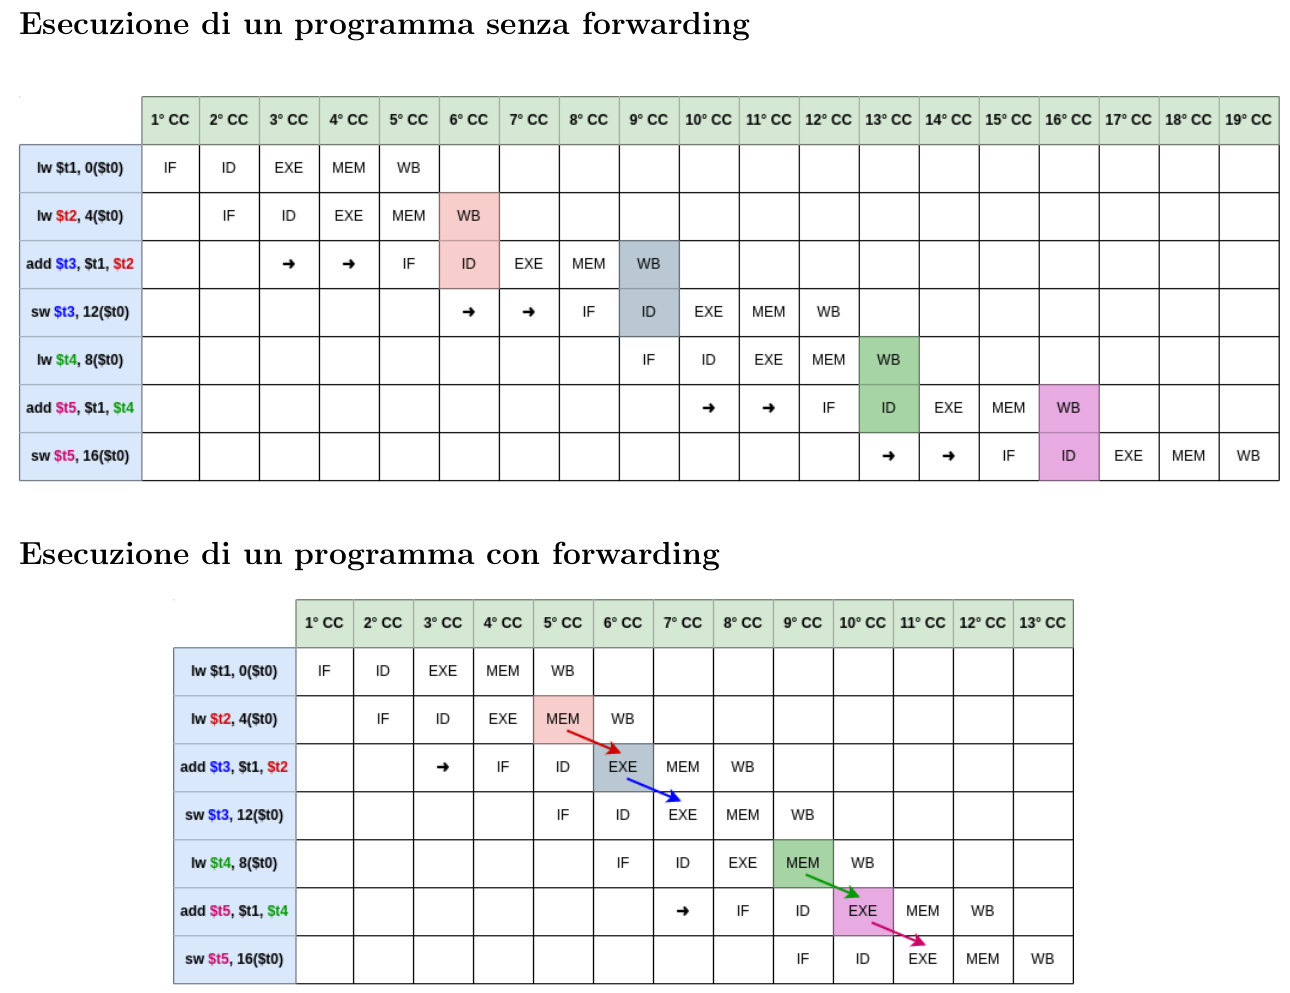 Esecuzione di un programma senza forwarding
1° CC 2° CC 3° CC 4° CC 5° CC 6° CC 7° CC 8° CC 9° CC 10° CC 11° CC 12° CC 13° CC 14° CC 15° CC 16° CC 17° CC 18° CC 19° CC
lw $t1, 0($t0) IF ID EXE MEM WB
lw $t2, 4($t0) IF ID EXE MEM WB
add $t3, $t1, $t2 ➜ ➜ IF ID EXE MEM WB
sw $t3, 12($t0) ➜ ➜ IF ID EXE MEM WB
lw $t4, 8($t0) IF ID EXE MEM WB
add $t5, $t1, $t4 ➜ ➜ IF ID EXE MEM WB
sw $t5, 16($t0) ➜ ➜ IF ID EXE MEM WB
Esecuzione di un programma con forwarding
1° CC 2° CC 3° CC 4° CC 5° CC 6° CC 7° CC 8° CC 9° CC 10° CC 11° CC 12° CC 13° CC
lw $t1, 0($t0) IF ID EXE MEM WB
lw $t2, 4($t0) IF ID EXE MEM WB
add $t3, $t1, $t2 ➜ IF ID EXE MEM WB
sw $t3, 12($t0) IF ID EXE MEM WB
lw $t4, 8($t0) IF ID EXE MEM WB
add $t5, $t1, $t4 ➜ IF ID EXE MEM WB
sw $t5, 16($t0) IF ID EXE MEM WB